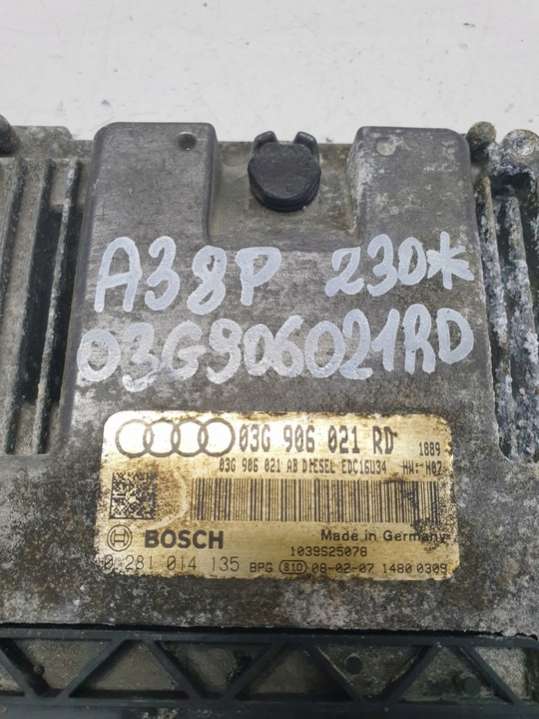 A38P 230*
03G906021RD
03G 906 021 RD 1889
03G 906 021 AB DIESEL EDC16U34 HW: H07
BOSCH Made in Germany
1039S25078
0 281 014 135 BPG 810 08-02-07 1480 0309